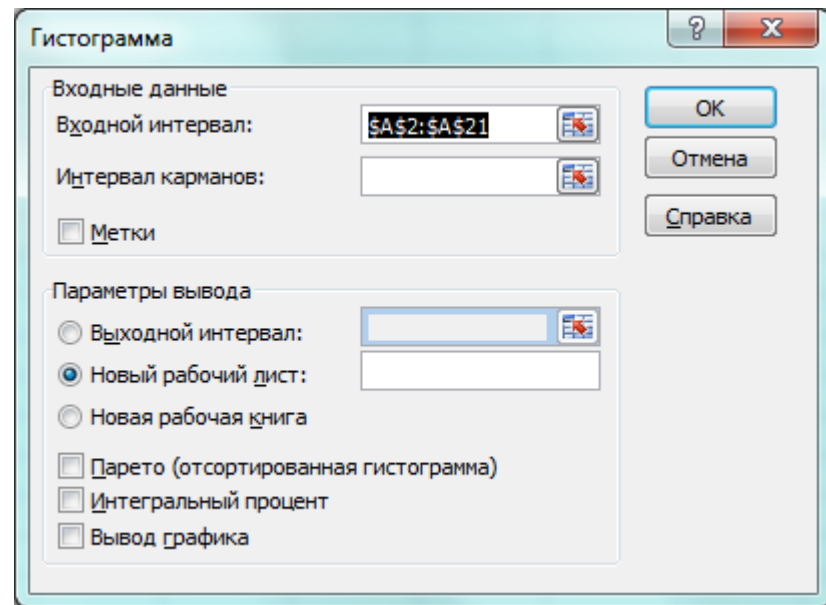 Гистограмма
Входные данные
Входной интервал: $A$2:$A$21
Интервал карманов:
Метки
OK
Отмена
Справка
Параметры вывода
Выходной интервал:
Новый рабочий лист:
Новая рабочая книга
Парето (отсортированная гистограмма)
Интегральный процент
Вывод графика